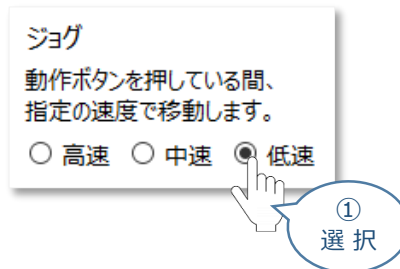 ジョグ
動作ボタンを押している間、
指定の速度で移動します。
高速 中速 低速
①
選 択